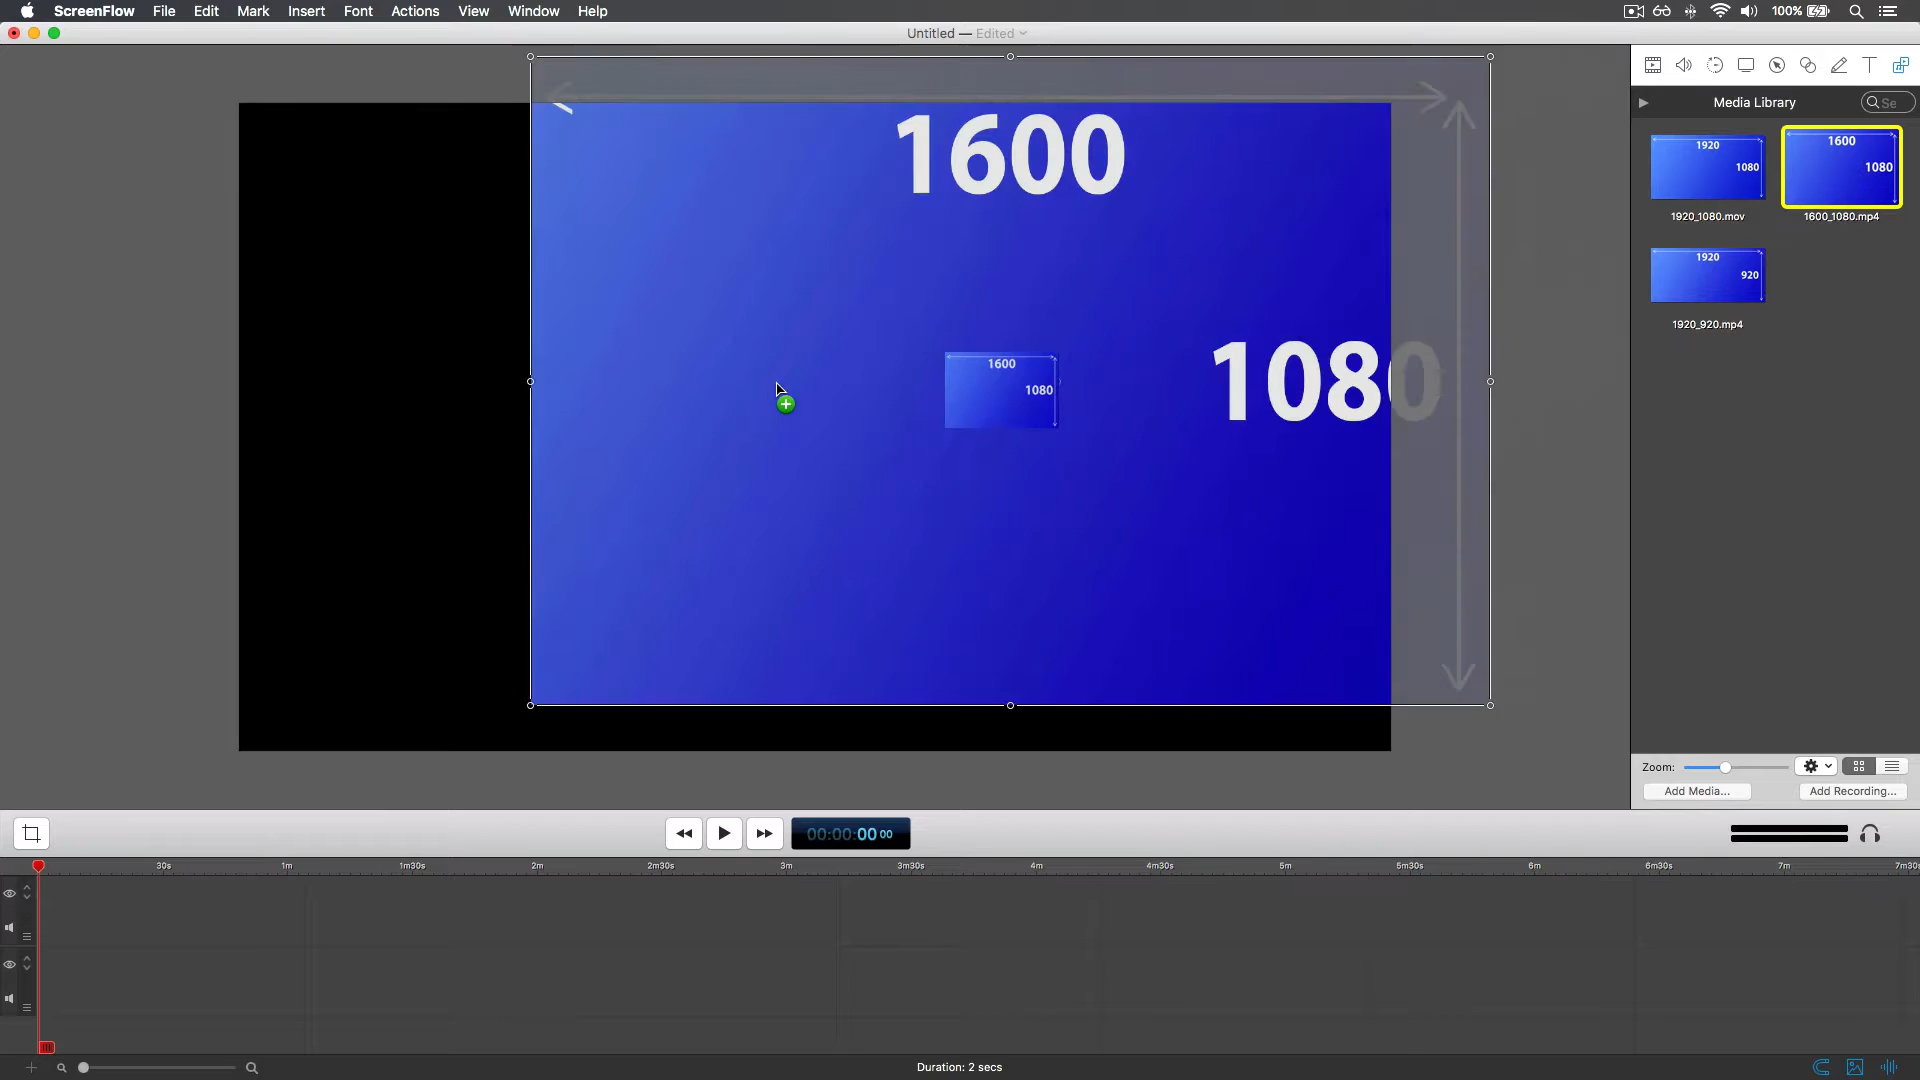 ScreenFlow File Edit Mark Insert Font Actions View Window Help 100%
Untitled — Edited
Media Library
Se
1600
1080
1600
1080
1920
1080
1920_1080.mov
1600
1080
1600_1080.mp4
1920
920
1920_920.mp4
Zoom:
Add Media...
Add Recording...
00:00:00 00
30s 1m 1m30s 2m 2m30s 3m 3m30s 4m 4m30s 5m 5m30s 6m 6m30s 7m 7m30s
Duration: 2 secs